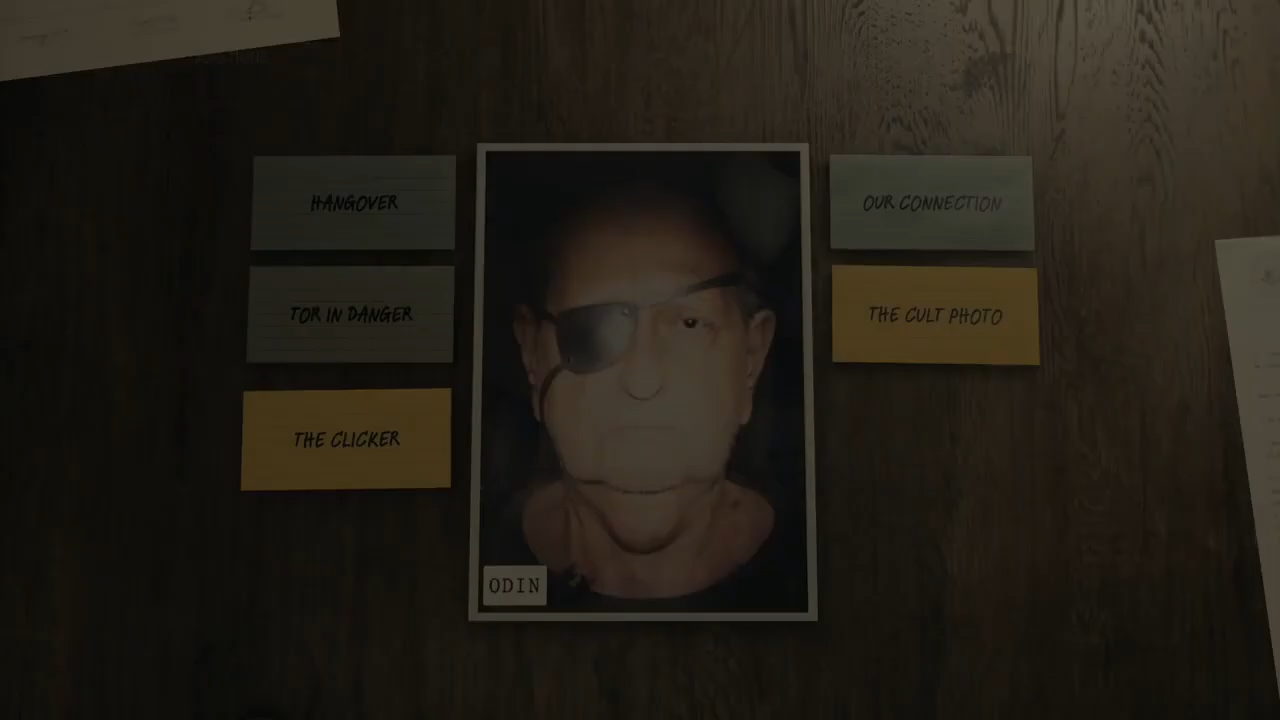 HANGOVER
OUR CONNECTION
TOR IN DANGER
THE CULT PHOTO
THE CLICKER
ODIN